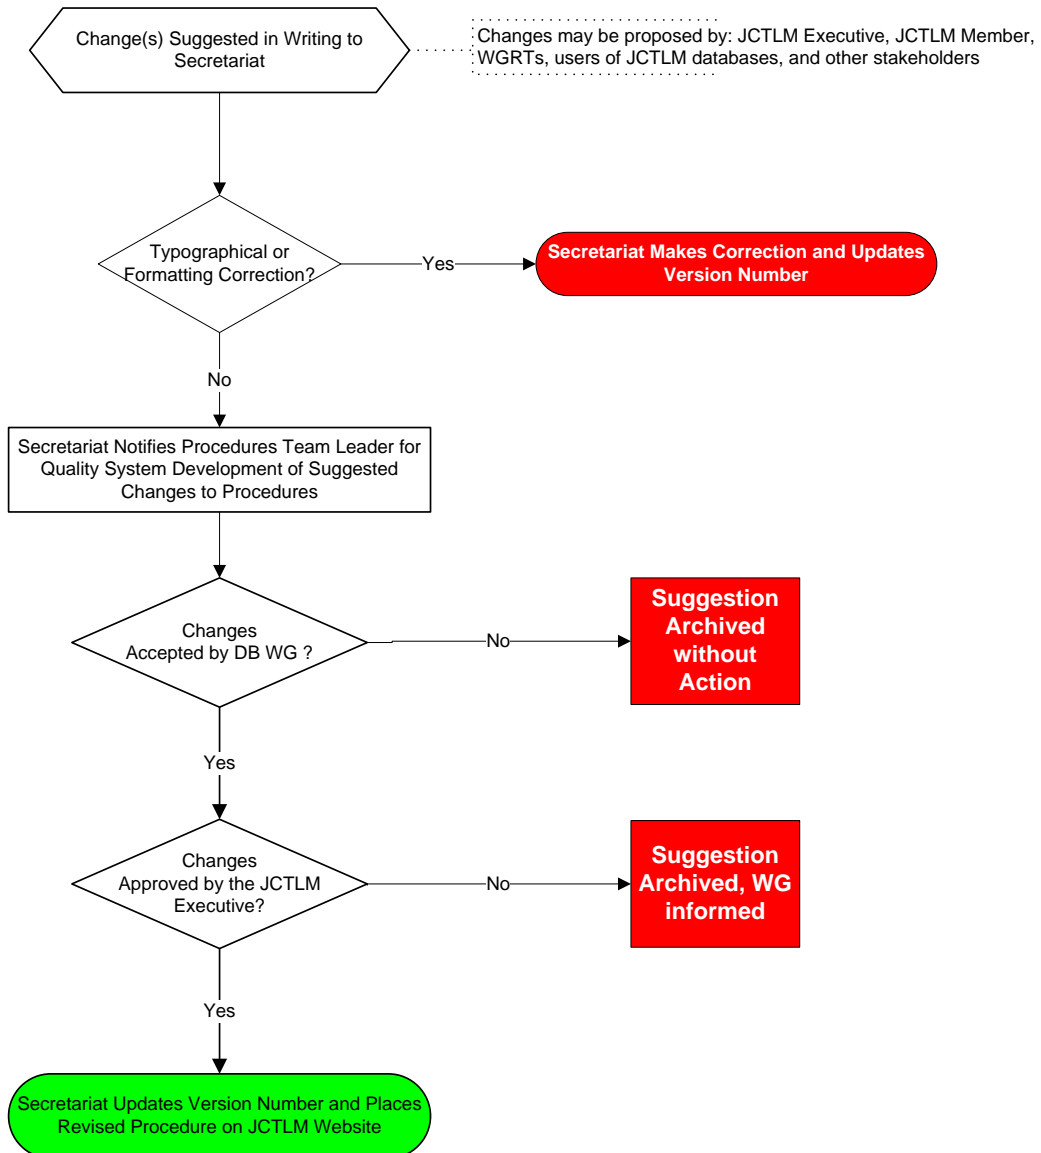 Change(s) Suggested in Writing to
Secretariat
Changes may be proposed by: JCTLM Executive, JCTLM Member,
WGRTs, users of JCTLM databases, and other stakeholders
Typographical or
Formatting Correction?
Yes
Secretariat Makes Correction and Updates
Version Number
No
Secretariat Notifies Procedures Team Leader for
Quality System Development of Suggested
Changes to Procedures
Changes
Accepted by DB WG ?
No
Suggestion
Archived
without
Action
Yes
Changes
Approved by the JCTLM
Executive?
No
Suggestion
Archived, WG
informed
Yes
Secretariat Updates Version Number and Places
Revised Procedure on JCTLM Website